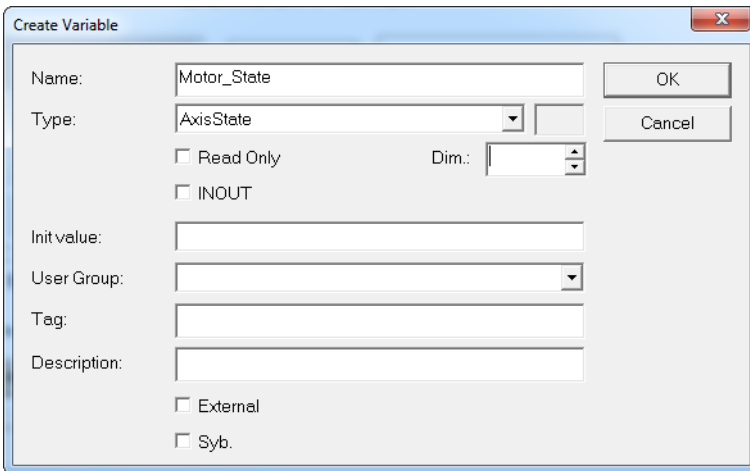 Create Variable
Name:
Motor_State
OK
Type:
AxisState
Cancel
Read Only
Dim.:
INOUT
Init value:
User Group:
Tag:
Description:
External
Syb.